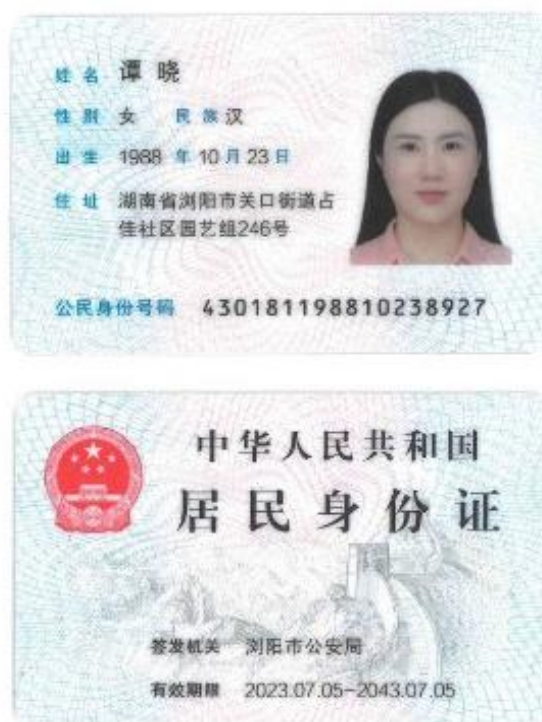 姓名 谭晓
性别 女 民族 汉
出生 1988 年 10 月 23 日
住址 湖南省浏阳市关口街道占
佳社区园艺组246号
公民身份号码 430181198810238927
中华人民共和国
居民身份证
签发机关 浏阳市公安局
有效期限 2023.07.05-2043.07.05